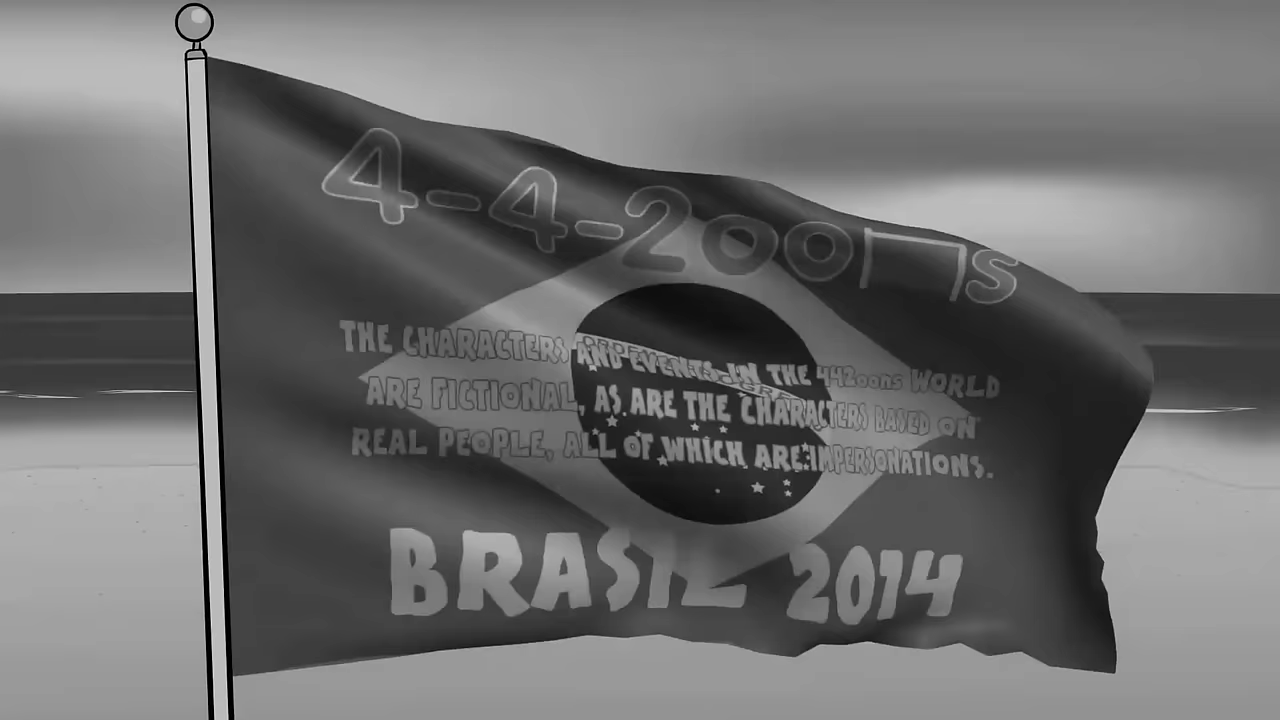 4-4-2oons
THE CHARACTERS AND EVENTS IN THE 442oons WORLD
ARE FICTIONAL, AS ARE THE CHARACTERS BASED ON
REAL PEOPLE, ALL OF WHICH ARE IMPERSONATIONS.
BRASIL 2014